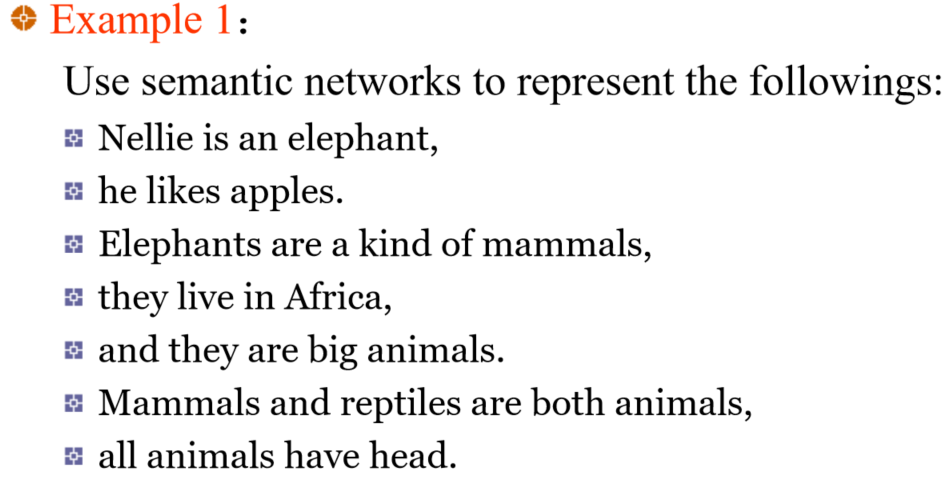 Example 1：
Use semantic networks to represent the followings:
Nellie is an elephant,
he likes apples.
Elephants are a kind of mammals,
they live in Africa,
and they are big animals.
Mammals and reptiles are both animals,
all animals have head.